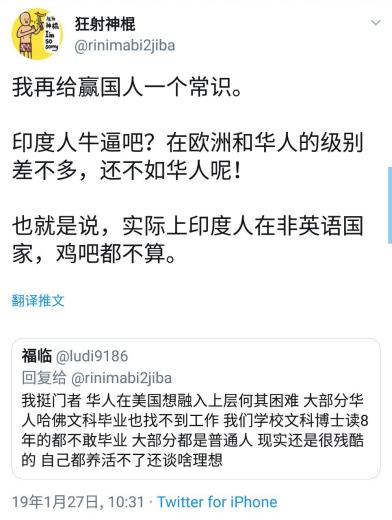 狂射神棍
@rinimabi2jiba
我再给赢国人一个常识。
印度人牛逼吧？在欧洲和华人的级别
差不多，还不如华人呢！
也就是说，实际上印度人在非英语国
家，鸡吧都不算。
翻译推文
福临 @ludi9186
回复给 @rinimabi2jiba
我挺门者 华人在美国想融入上层何其困难 大部分华
人哈佛文科毕业也找不到工作 我们学校文科博士读8
年的都不敢毕业 大部分都是普通人 现实还是很残酷
的 自己都养活不了还谈啥理想
19年1月27日, 10:31 · Twitter for iPhone